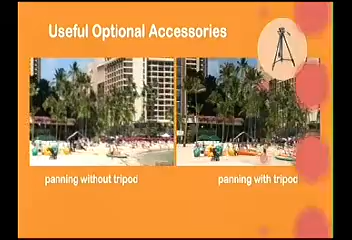 Useful Optional Accessories
panning without tripod
panning with tripod